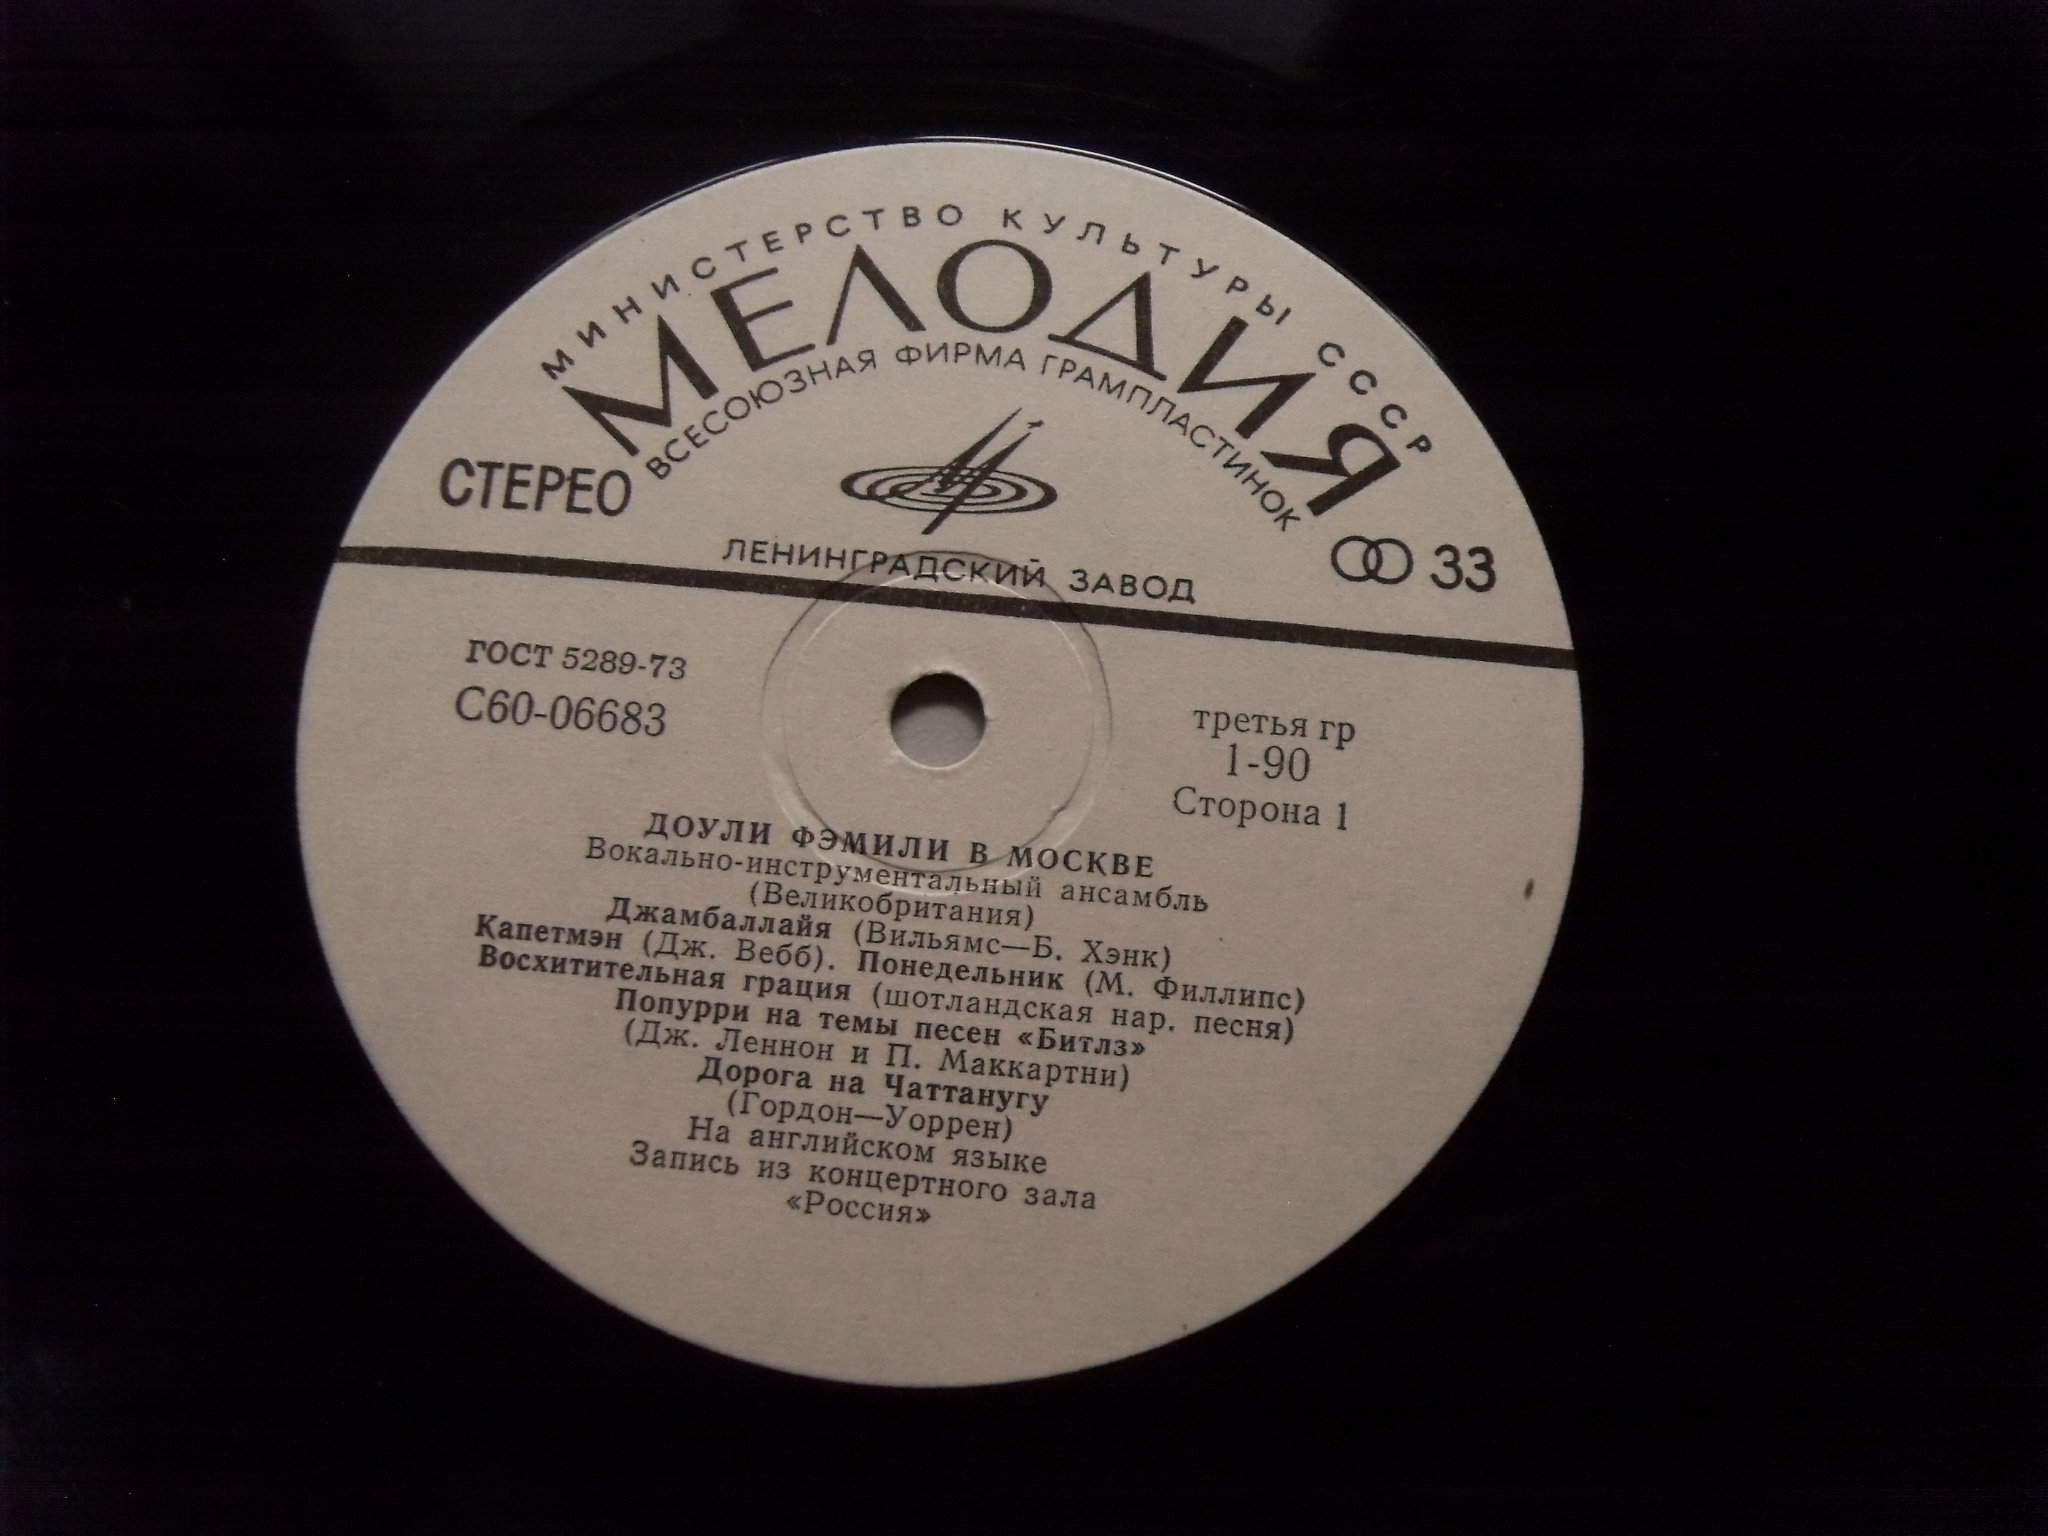 МИНИСТЕРСТВО КУЛЬТУРЫ СССР
МЕЛОДИЯ
ВСЕСОЮЗНАЯ ФИРМА ГРАМПЛАСТИНОК
СТЕРЕО
33
ЛЕНИНГРАДСКИЙ ЗАВОД
ГОСТ 5289-73
С60-06683
третья гр
1-90
Сторона 1
ДОУЛИ ФЭМИЛИ В МОСКВЕ
Вокально-инструментальный ансамбль
(Великобритания)
Джамбаллайя (Вильямс—Б. Хэнк)
Капетмэн (Дж. Вебб). Понедельник (М. Филлипс)
Восхитительная грация (шотландская нар. песня)
Попурри на темы песен «Битлз»
(Дж. Леннон и П. Маккартни)
Дорога на Чаттанугу
(Гордон—Уоррен)
На английском языке
Запись из концертного зала
«Россия»